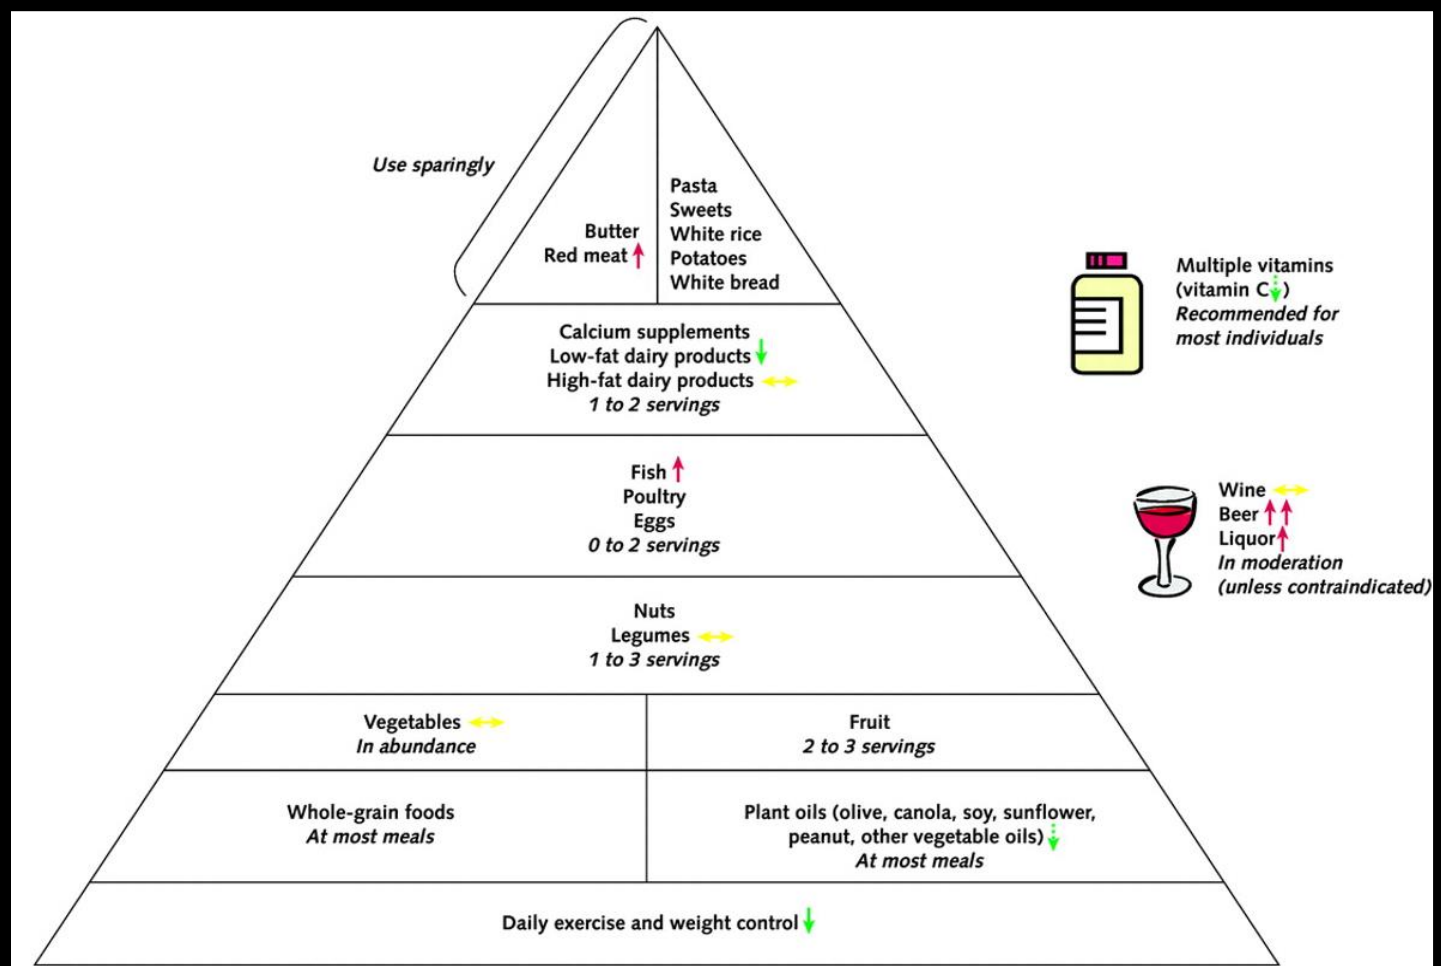 Use sparingly
Butter
Red meat
Pasta
Sweets
White rice
Potatoes
White bread
Calcium supplements
Low-fat dairy products
High-fat dairy products
1 to 2 servings
Fish
Poultry
Eggs
0 to 2 servings
Nuts
Legumes
1 to 3 servings
Vegetables
In abundance
Fruit
2 to 3 servings
Whole-grain foods
At most meals
Plant oils (olive, canola, soy, sunflower,
peanut, other vegetable oils)
At most meals
Daily exercise and weight control
Multiple vitamins
(vitamin C )
Recommended for
most individuals
Wine
Beer
Liquor
In moderation
(unless contraindicated)